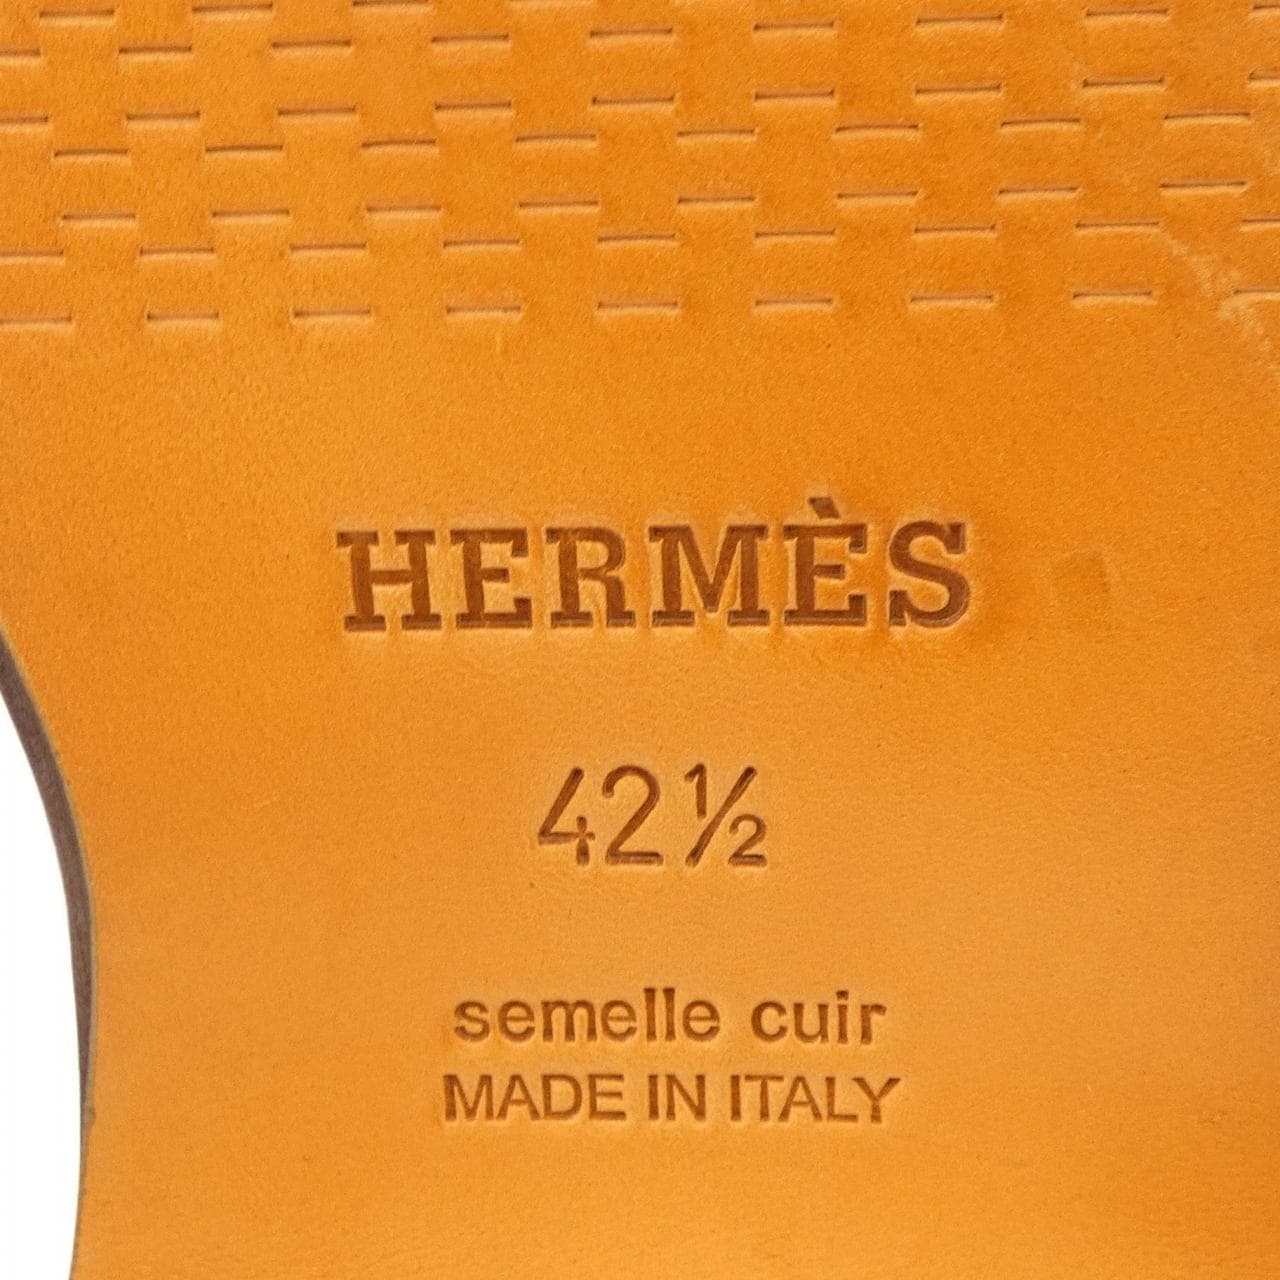 HERMÈS
42½
semelle cuir
MADE IN ITALY